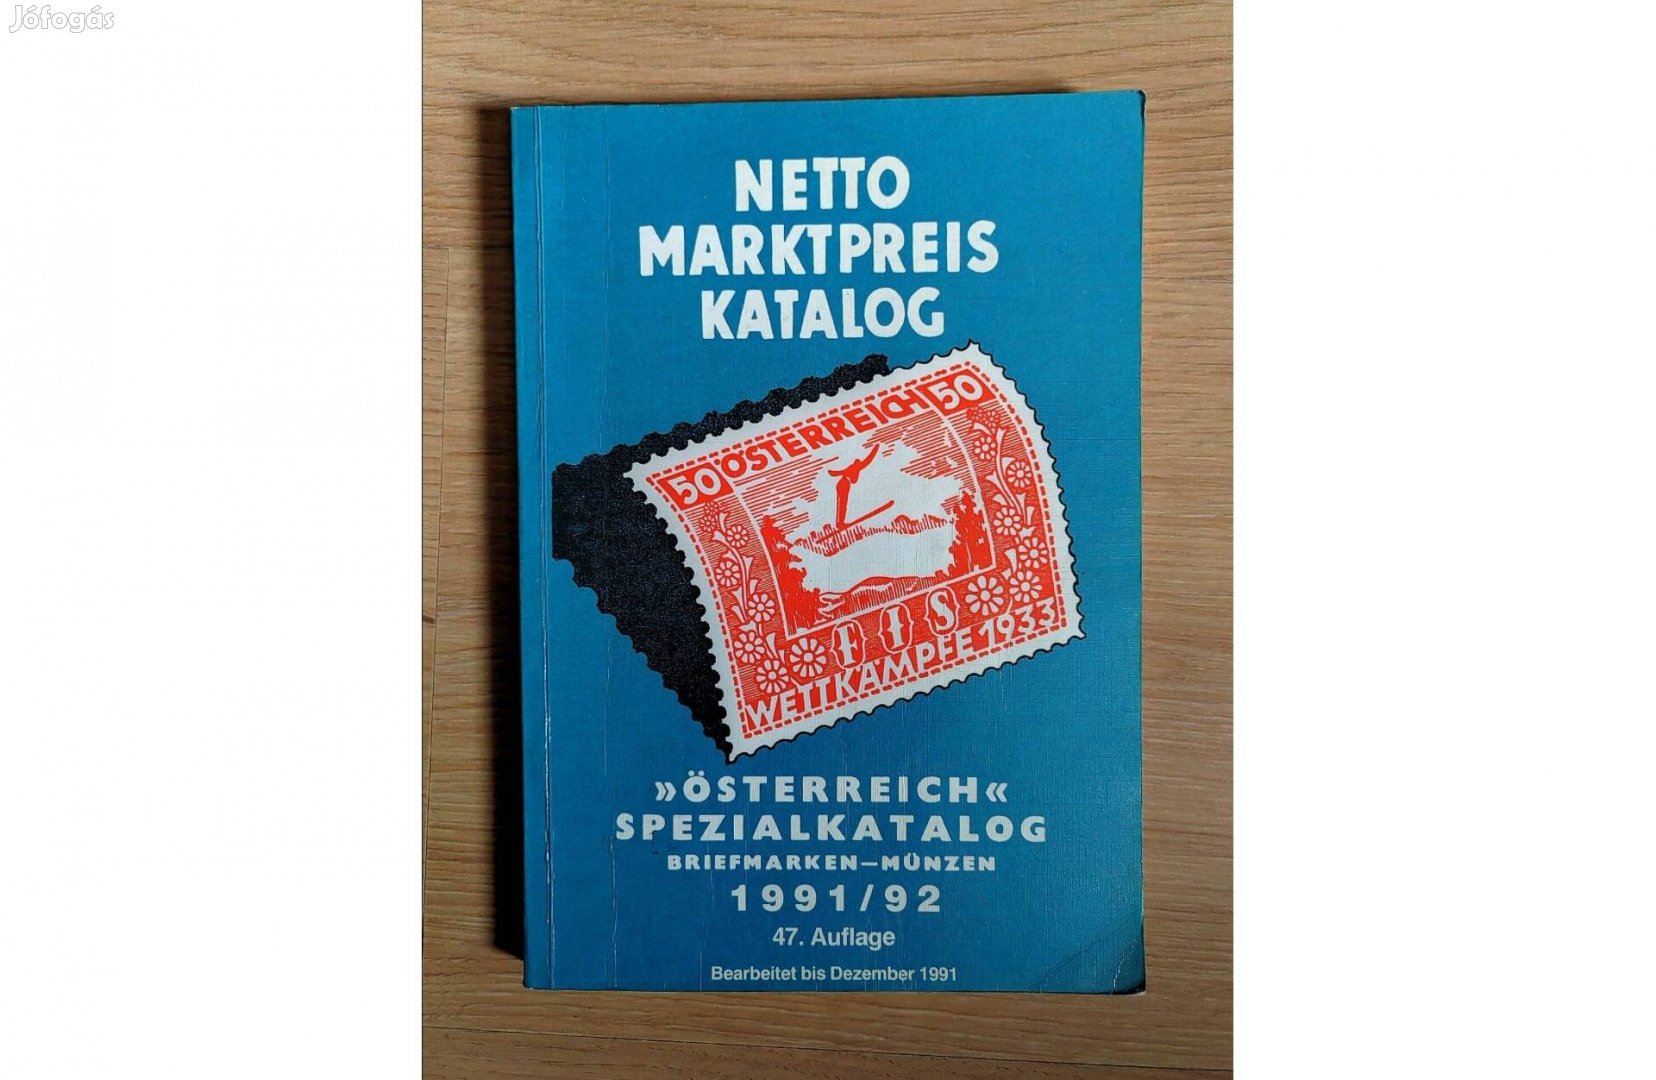 Jófogás
NETTO
MARKTPREIS
KATALOG
50 ÖSTERREICH 50
FIS
WETTKÄMPFE 1933
»ÖSTERREICH«
SPEZIALKATALOG
BRIEFMARKEN–MÜNZEN
1991/92
47. Auflage
Bearbeitet bis Dezember 1991